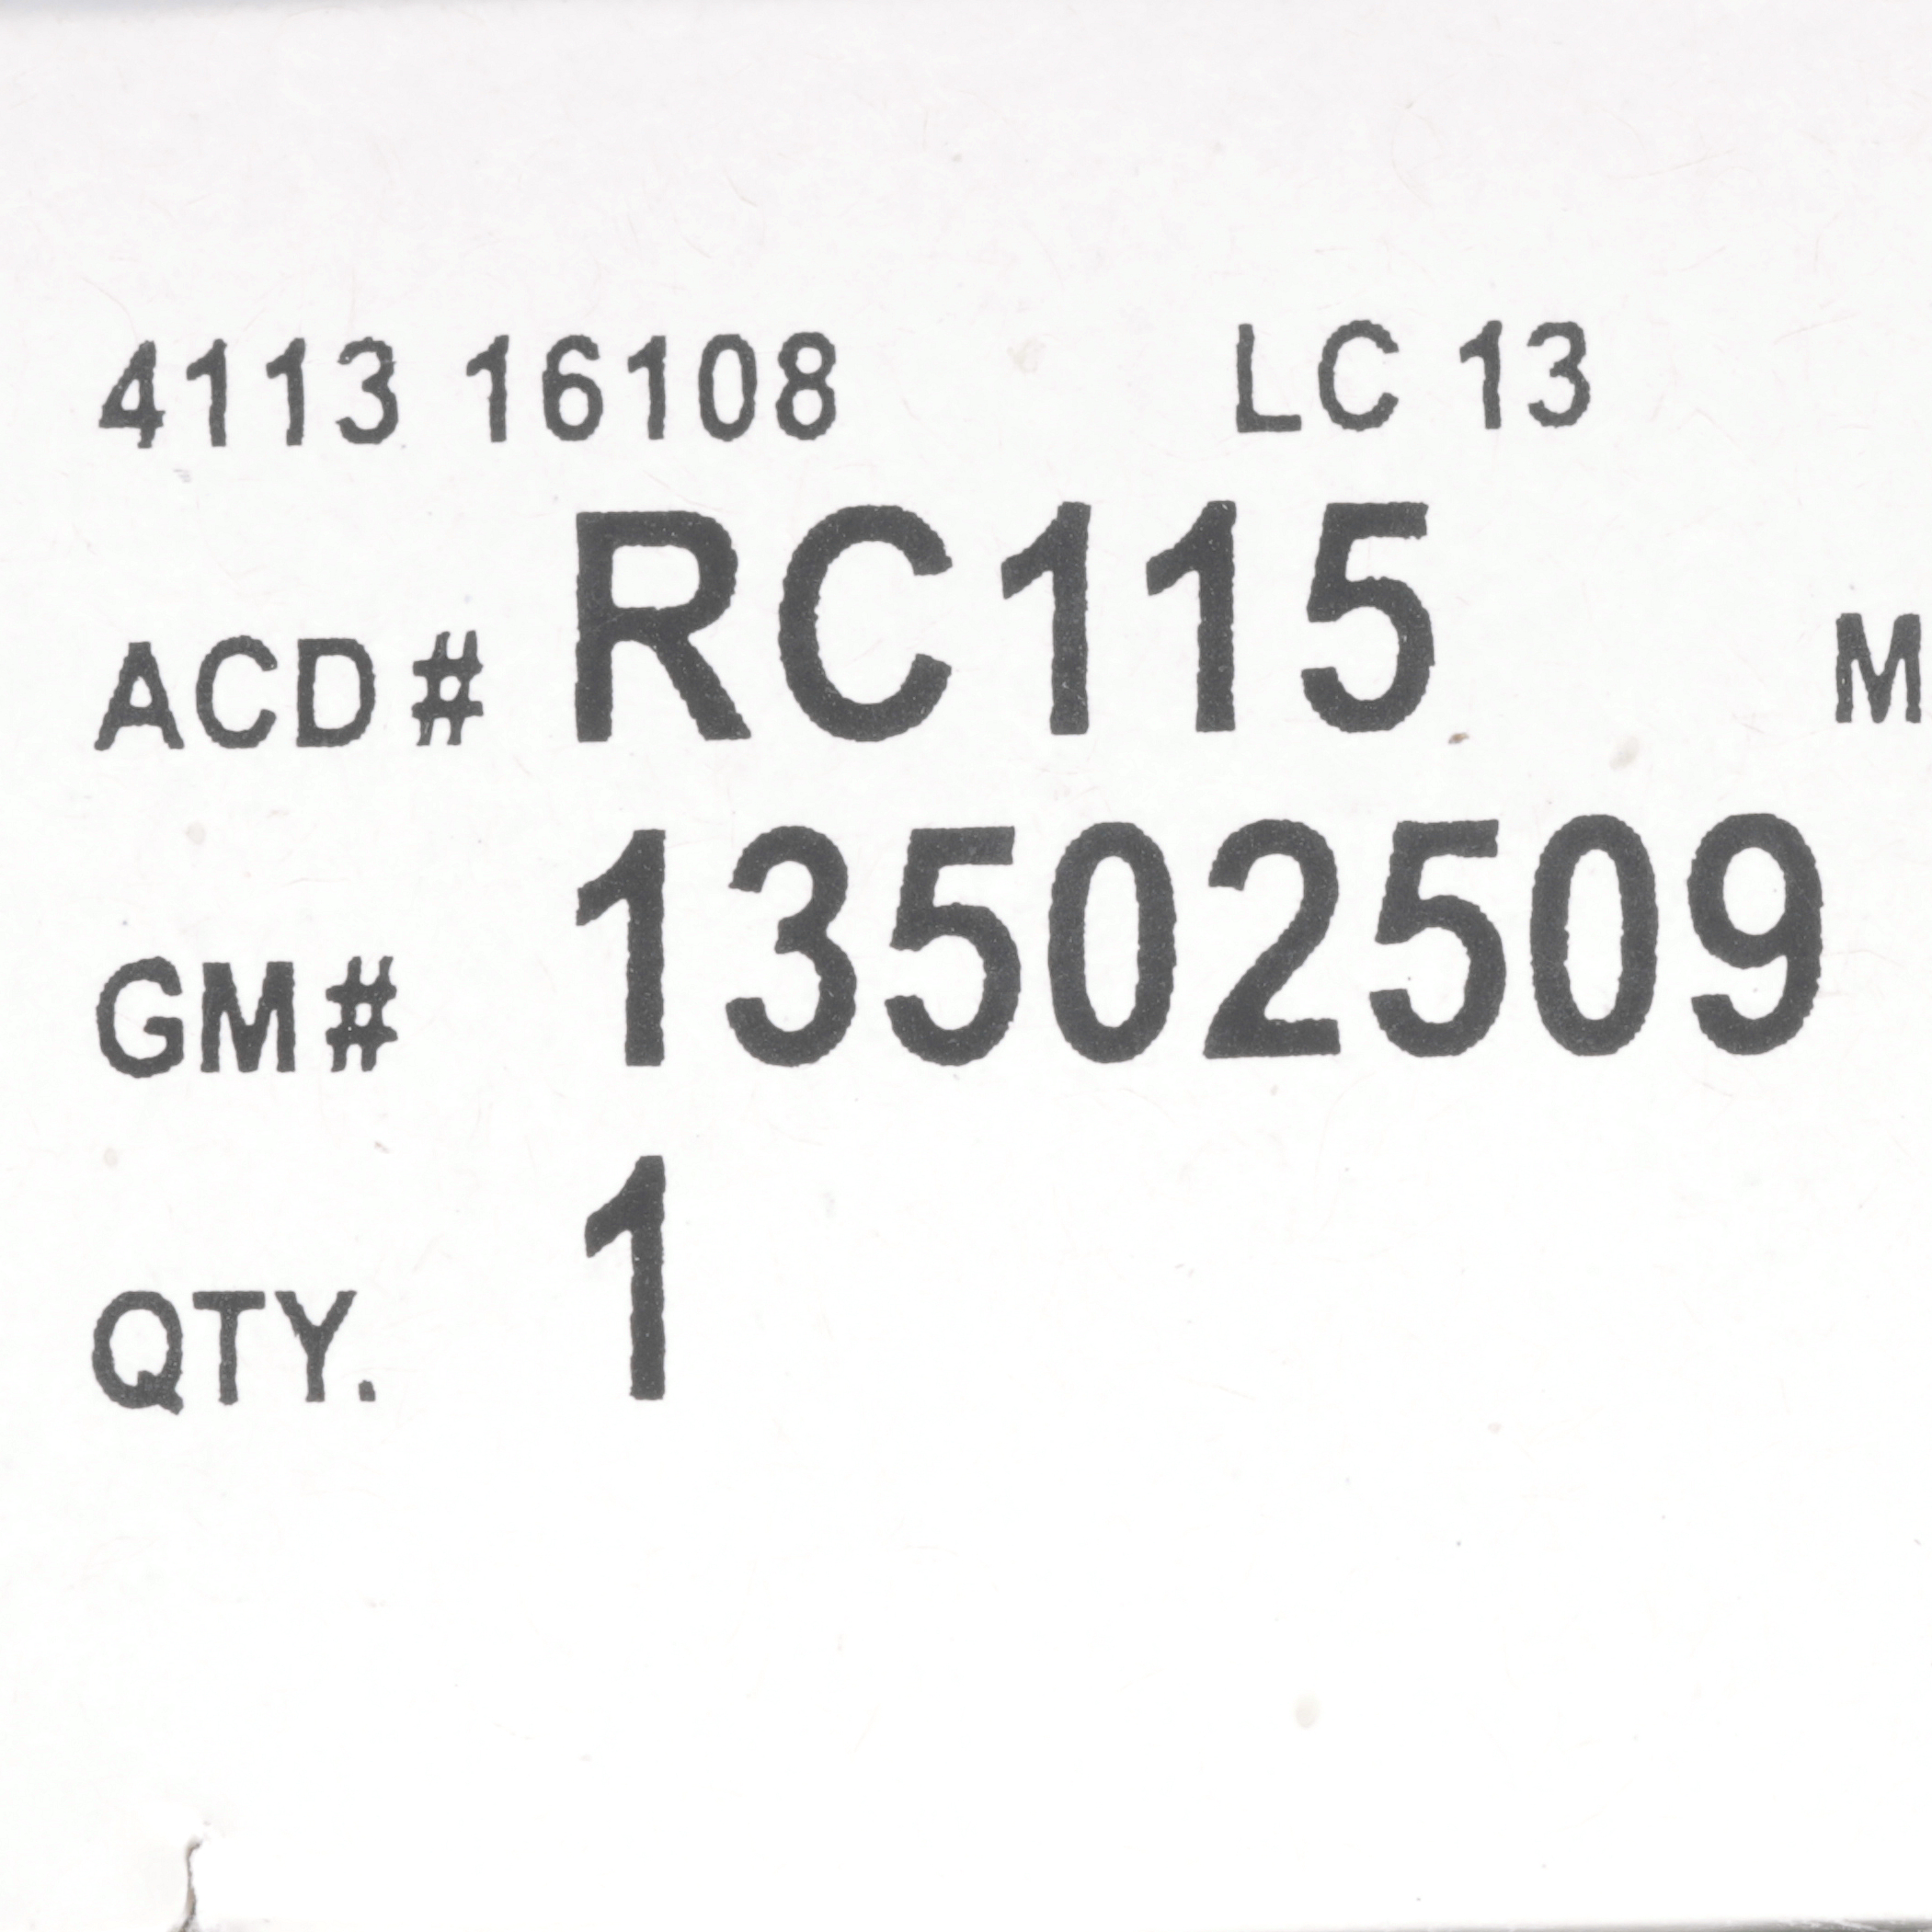 4113 16108 LC 13
ACD# RC115 M
GM# 13502509
QTY. 1